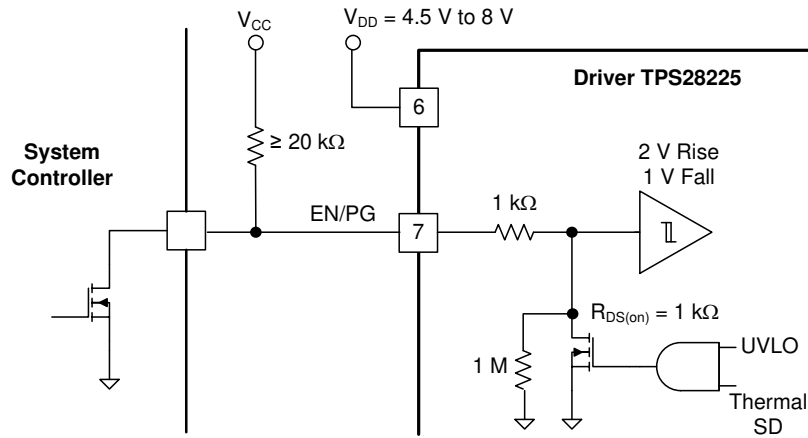 V_CC
V_DD = 4.5 V to 8 V
Driver TPS28225
6
System
Controller
≥ 20 kΩ
2 V Rise
1 V Fall
EN/PG
7
1 kΩ
R_DS(on) = 1 kΩ
1 M
UVLO
Thermal
SD